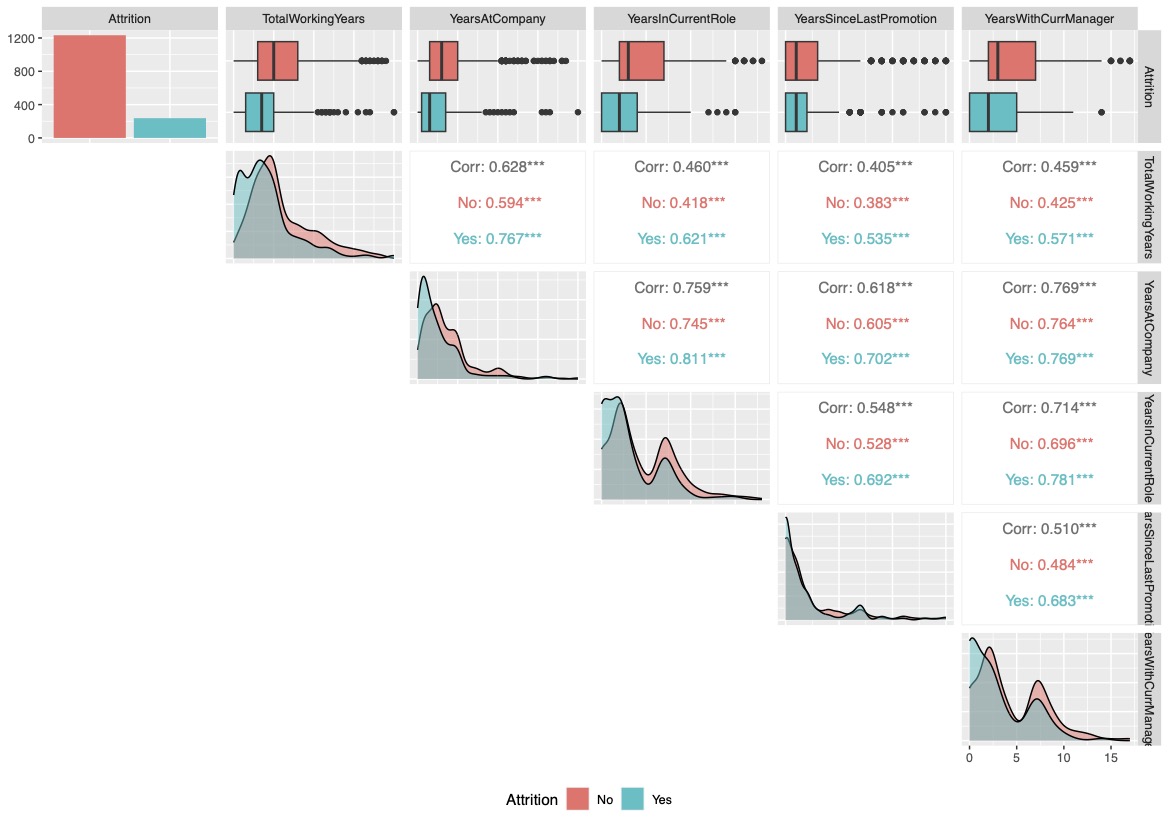 Attrition TotalWorkingYears YearsAtCompany YearsInCurrentRole YearsSinceLastPromotion YearsWithCurrManager
1200
800
400
0
Attrition
Corr: 0.628*** Corr: 0.460*** Corr: 0.405*** Corr: 0.459***
No: 0.594*** No: 0.418*** No: 0.383*** No: 0.425***
Yes: 0.767*** Yes: 0.621*** Yes: 0.535*** Yes: 0.571***
TotalWorkingYears
Corr: 0.759*** Corr: 0.618*** Corr: 0.769***
No: 0.745*** No: 0.605*** No: 0.764***
Yes: 0.811*** Yes: 0.702*** Yes: 0.769***
YearsAtCompany
Corr: 0.548*** Corr: 0.714***
No: 0.528*** No: 0.696***
Yes: 0.692*** Yes: 0.781***
YearsInCurrentRole
Corr: 0.510***
No: 0.484***
Yes: 0.683***
arsSinceLastPromoti
earsWithCurrManage
0 5 10 15
Attrition No Yes